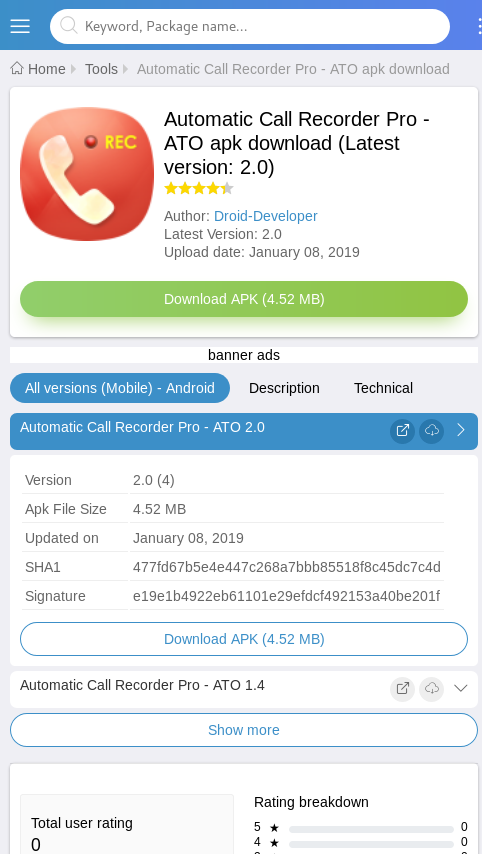 Keyword, Package name...
Home Tools Automatic Call Recorder Pro - ATO apk download
REC
Automatic Call Recorder Pro -
ATO apk download (Latest
version: 2.0)
Author: Droid-Developer
Latest Version: 2.0
Upload date: January 08, 2019
Download APK (4.52 MB)
banner ads
All versions (Mobile) - Android Description Technical
Automatic Call Recorder Pro - ATO 2.0
Version 2.0 (4)
Apk File Size 4.52 MB
Updated on January 08, 2019
SHA1 477fd67b5e4e447c268a7bbb85518f8c45dc7c4d
Signature e19e1b4922eb61101e29efdcf492153a40be201f
Download APK (4.52 MB)
Automatic Call Recorder Pro - ATO 1.4
Show more
Rating breakdown
Total user rating
0
5 ★ 0
4 ★ 0